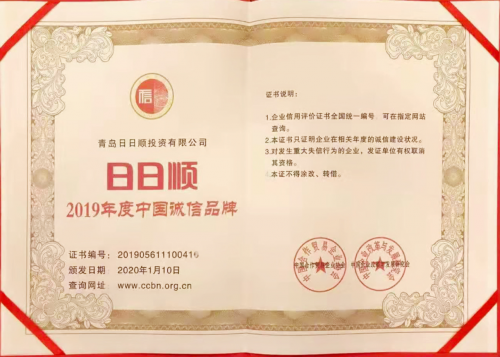 信
青岛日日顺投资有限公司
日日顺
2019年度中国诚信品牌
证书编号：201905611100416
颁发日期 2020年1月10日
查询网址 www.ccbn.org.cn
证书说明：
1.企业信用评价证书全国统一编号，可在指定网站
查询。
2.本证书只证明企业在相关年度的诚信建设状况。
3.对发生重大失信行为的企业，发证单位有权取消
其资格。
本证不得涂改、转借。